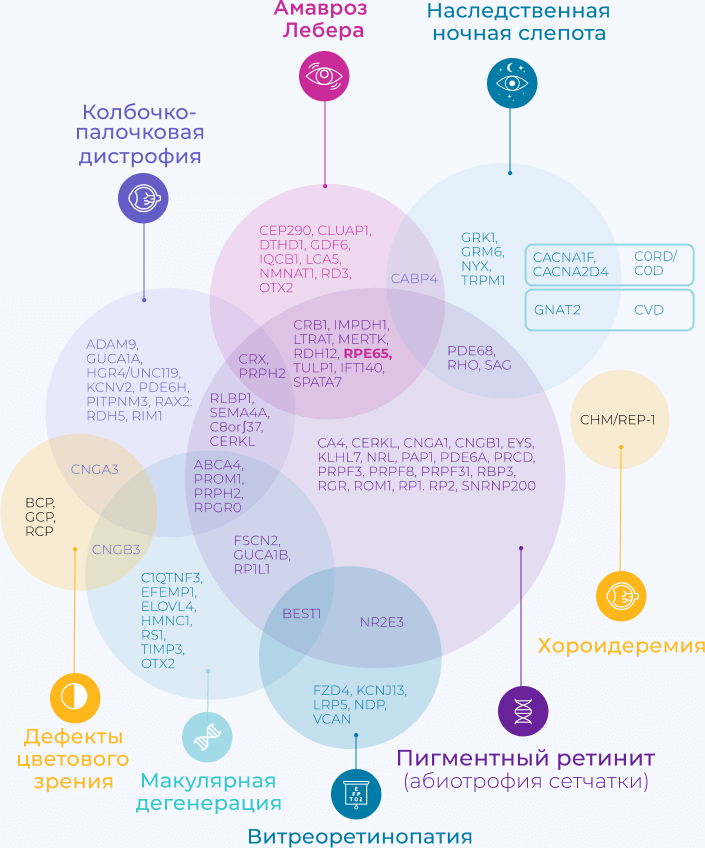 Амавроз
Лебера
Наследственная
ночная слепота
Колбочко-
палочковая
дистрофия
CEP290, CLUAP1,
DTHD1, GDF6,
IQCB1, LCA5,
NMNAT1, RD3,
OTX2
CABP4
GRK1,
GRM6,
NYX,
TRPM1
CACNA1F,
CACNA2D4
C0RD/
C0D
GNAT2
CVD
CRB1, IMPDH1,
LTRAT, MERTK,
RDH12, RPE65,
TULP1, IFT140,
SPATA7
PDE68,
RHO, SAG
ADAM9,
GUCA1A,
HGR4/UNC119,
KCNV2, PDE6H,
PITPNM3, RAX2:
RDH5, RIM1
CRX,
PRPH2
RLBP1,
SEMA4A,
C8orʃ37,
CERKL
CHM/REP-1
CA4, CERKL, CNGA1, CNGB1, EYS,
KLHL7, NRL, PAP1, PDE6A, PRCD,
PRPF3, PRPF8, PRPF31, RBP3,
RGR, ROM1, RP1. RP2, SNRNP200
CNGA3
ABCA4,
PROM1,
PRPH2,
RPGR0
BCP,
GCP,
RCP
CNGB3
FSCN2,
GUCA1B,
RP1L1
C1QTNF3,
EFEMP1,
ELOVL4,
HMNC1,
RS1,
TIMP3,
OTX2
BEST1
NR2E3
FZD4, KCNJ13,
LRP5, NDP,
VCAN
Хороидеремия
Дефекты
цветового
зрения
Макулярная
дегенерация
Пигментный ретинит
(абиотрофия сетчатки)
E
F P
T O Z
Витреоретинопатия